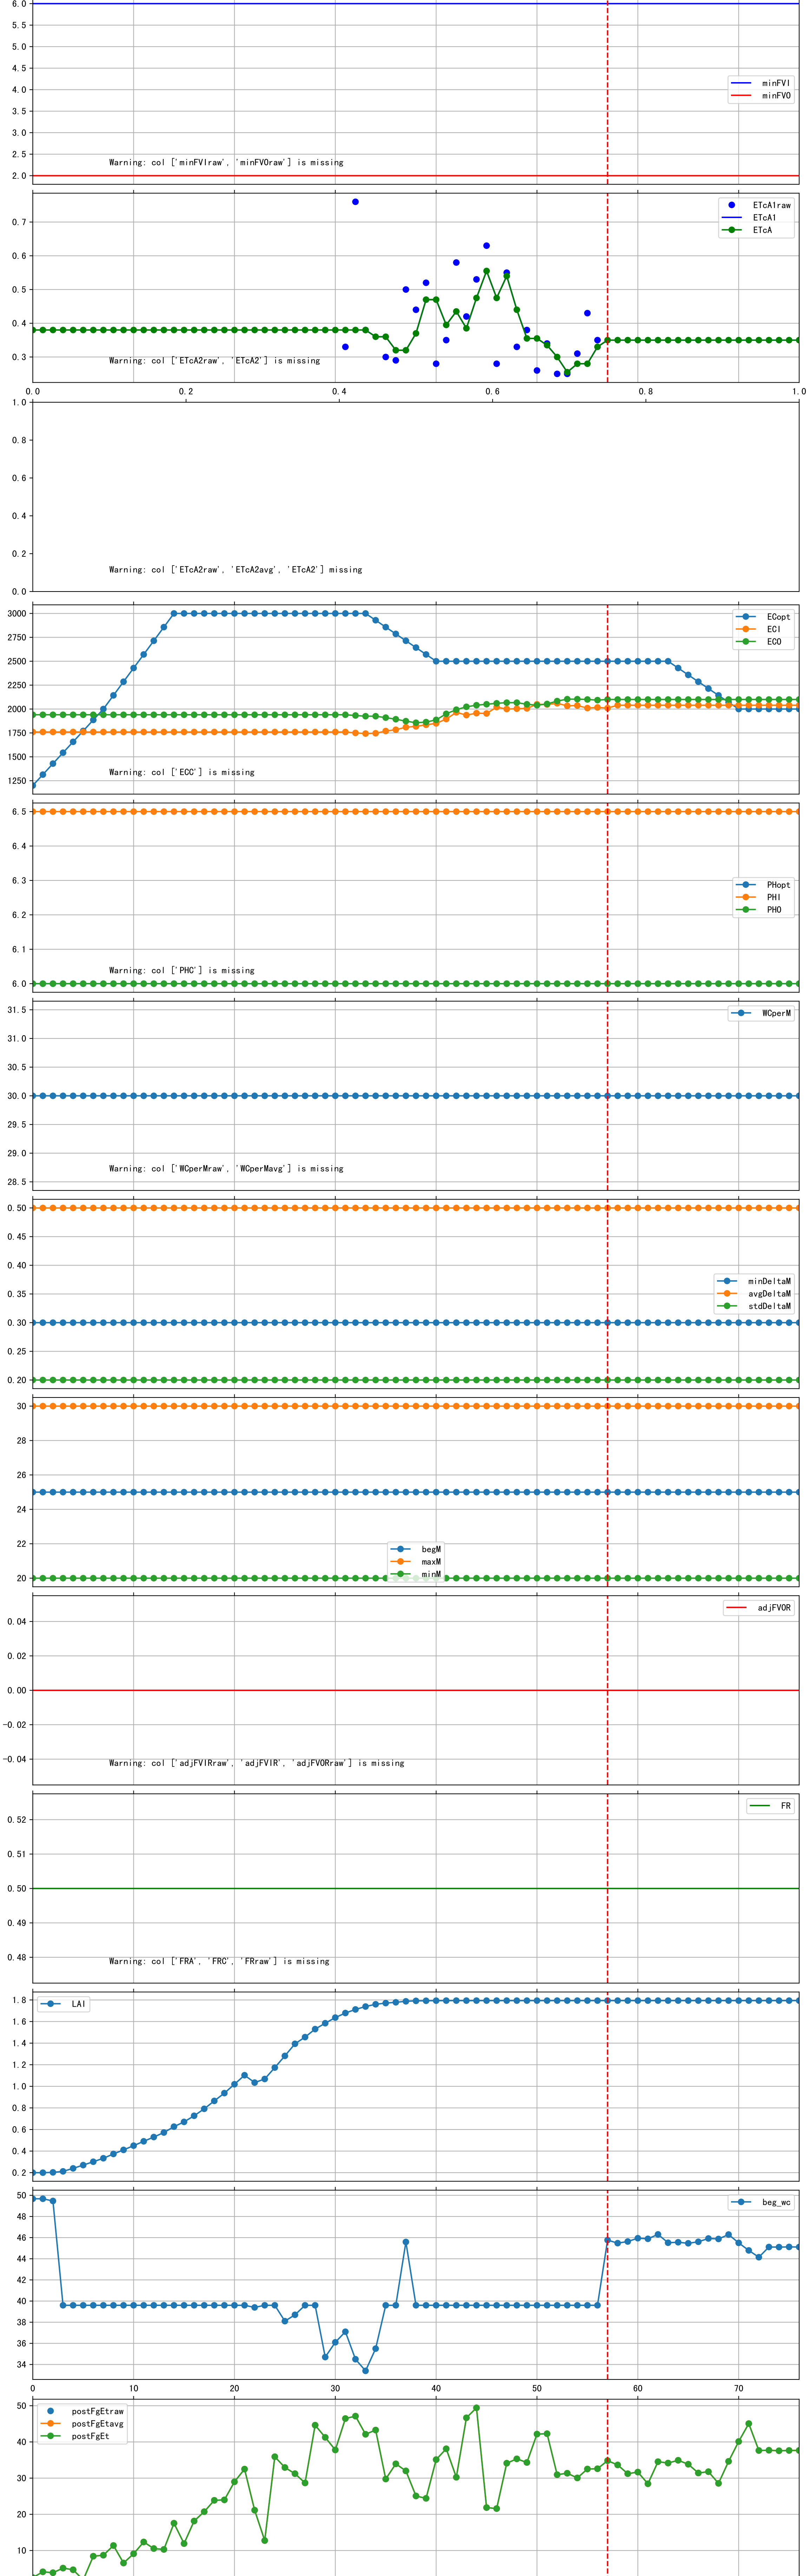 6.0
5.5
5.0
4.5
4.0
3.5
3.0
2.5
2.0
minFVI
minFVO
Warning: col ['minFVIraw', 'minFVOraw'] is missing
0.7
0.6
0.5
0.4
0.3
ETcA1raw
ETcA1
ETcA
Warning: col ['ETcA2raw', 'ETcA2'] is missing
0.0 0.2 0.4 0.6 0.8 1.0
1.0
0.8
0.6
0.4
0.2
0.0
Warning: col ['ETcA2raw', 'ETcA2avg', 'ETcA2'] missing
3000
2750
2500
2250
2000
1750
1500
1250
ECopt
ECI
ECO
Warning: col ['ECC'] is missing
6.5
6.4
6.3
6.2
6.1
6.0
PHopt
PHI
PHO
Warning: col ['PHC'] is missing
31.5
31.0
30.5
30.0
29.5
29.0
28.5
WCperM
Warning: col ['WCperMraw', 'WCperMavg'] is missing
0.50
0.45
0.40
0.35
0.30
0.25
0.20
minDeltaM
avgDeltaM
stdDeltaM
30
28
26
24
22
20
begM
maxM
minM
0.04
0.02
0.00
-0.02
-0.04
adjFVOR
Warning: col ['adjFVIRraw', 'adjFVIR', 'adjFVORraw'] is missing
0.52
0.51
0.50
0.49
0.48
FR
Warning: col ['FRA', 'FRC', 'FRraw'] is missing
1.8
1.6
1.4
1.2
1.0
0.8
0.6
0.4
0.2
LAI
50
48
46
44
42
40
38
36
34
beg_wc
0 10 20 30 40 50 60 70
50
40
30
20
10
postFgEtraw
postFgEtavg
postFgEt